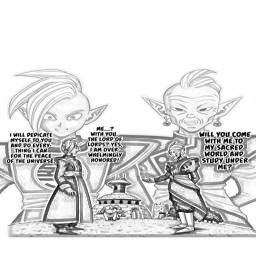 WILL YOU COME
WITH ME TO
MY SACRED
WORLD AND
STUDY UNDER
ME?
ME...?
WITH YOU,
THE LORD OF
LORDS? YES!
I AM OVER-
WHELMINGLY
HONORED!
I WILL DEDICATE
MYSELF TO YOU
AND DO EVERY-
THING I CAN
FOR THE PEACE
OF THE UNIVERSE!